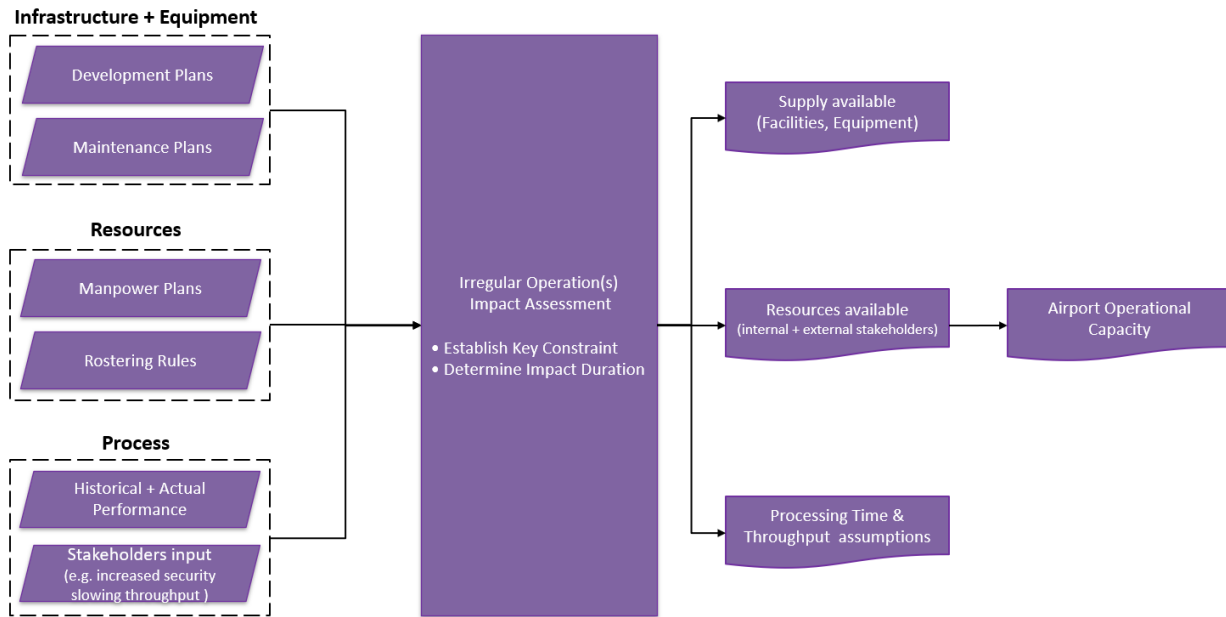 Infrastructure + Equipment
Development Plans
Maintenance Plans
Resources
Manpower Plans
Rostering Rules
Process
Historical + Actual
Performance
Stakeholders input
(e.g. increased security
slowing throughput )
Irregular Operation(s)
Impact Assessment
• Establish Key Constraint
• Determine Impact Duration
Supply available
(Facilities, Equipment)
Resources available
(internal + external stakeholders)
Airport Operational
Capacity
Processing Time &
Throughput assumptions